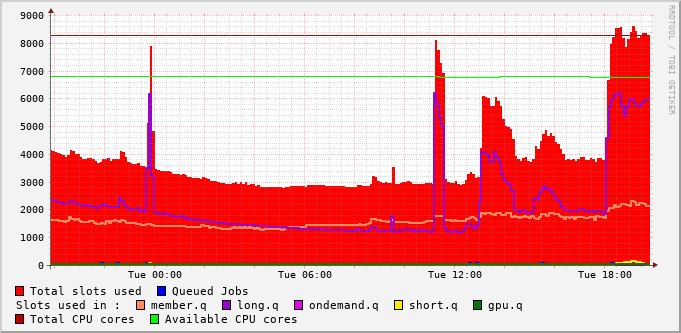 9000
8000
7000
6000
5000
4000
3000
2000
1000
0
Tue 00:00 Tue 06:00 Tue 12:00 Tue 18:00
RRDTOOL / TOBI OETIKER
Total slots used Queued Jobs
Slots used in : member.q long.q ondemand.q short.q gpu.q
Total CPU cores Available CPU cores